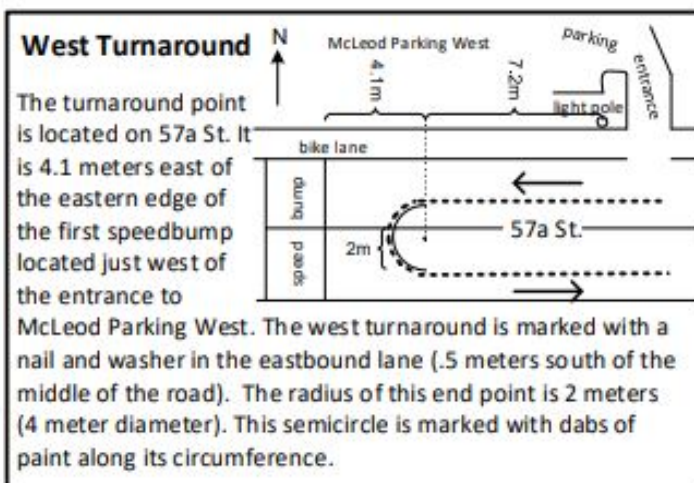 West Turnaround
N
McLeod Parking West
parking
entrance
4.1m
7.2m
light pole
The turnaround point
is located on 57a St. It
is 4.1 meters east of
the eastern edge of
the first speedbump
located just west of
the entrance to
McLeod Parking West. The west turnaround is marked with a
nail and washer in the eastbound lane (.5 meters south of the
middle of the road). The radius of this end point is 2 meters
(4 meter diameter). This semicircle is marked with dabs of
paint along its circumference.
bike lane
speed bump
2m
57a St.